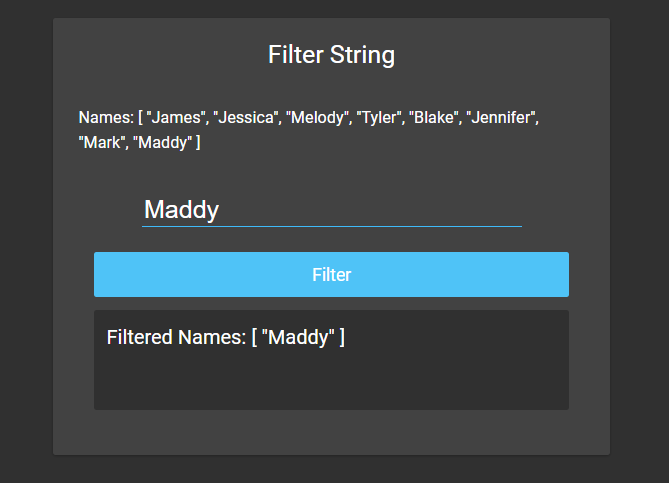 Filter String
Names: [ "James", "Jessica", "Melody", "Tyler", "Blake", "Jennifer",
"Mark", "Maddy" ]
Maddy
Filter
Filtered Names: [ "Maddy" ]